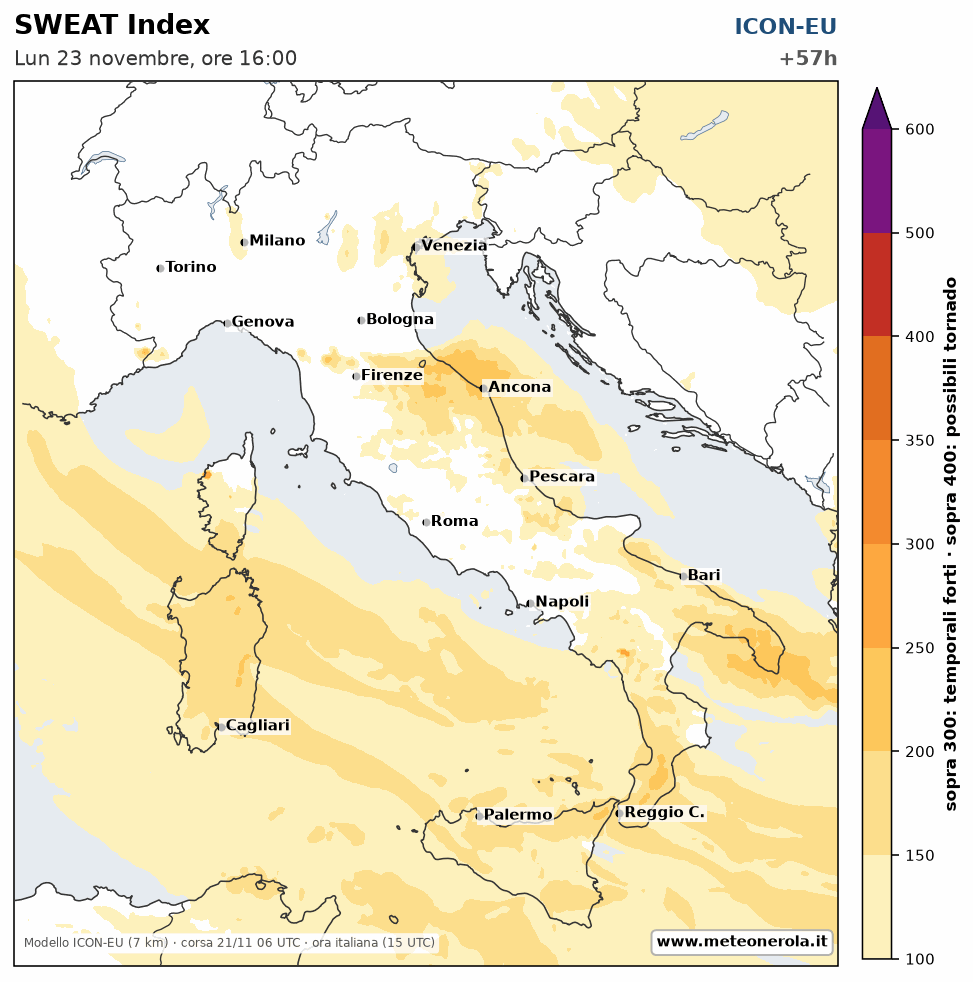 SWEAT Index
ICON-EU
Lun 23 novembre, ore 16:00
+57h
Milano
Venezia
Torino
Genova
Bologna
Firenze
Ancona
Pescara
Roma
Bari
Napoli
Cagliari
Palermo
Reggio C.
Modello ICON-EU (7 km) · corsa 21/11 06 UTC · ora italiana (15 UTC)
www.meteonerola.it
600
500
400
350
300
250
200
150
100
sopra 300: temporali forti · sopra 400: possibili tornado